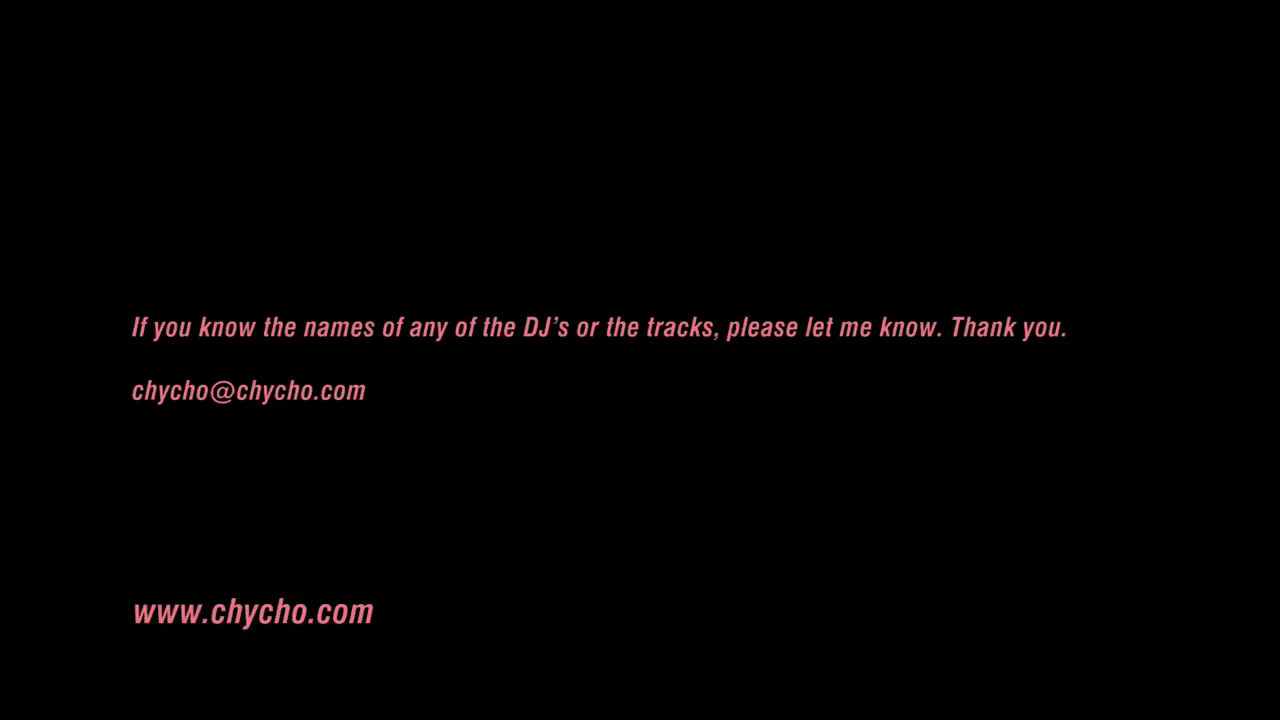 If you know the names of any of the DJ’s or the tracks, please let me know. Thank you.
chycho@chycho.com
www.chycho.com